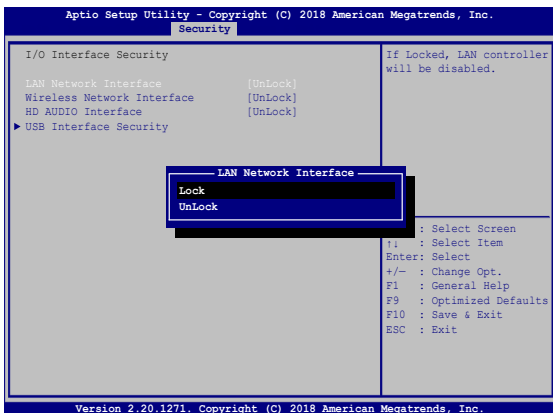 Aptio Setup Utility - Copyright (C) 2018 American Megatrends, Inc.
Security
I/O Interface Security
LAN Network Interface [UnLock]
Wireless Network Interface [UnLock]
HD AUDIO Interface [UnLock]
USB Interface Security
If Locked, LAN controller
will be disabled.
LAN Network Interface
Lock
UnLock
: Select Screen
↑↓ : Select Item
Enter: Select
+/— : Change Opt.
F1 : General Help
F9 : Optimized Defaults
F10 : Save & Exit
ESC : Exit
Version 2.20.1271. Copyright (C) 2018 American Megatrends, Inc.